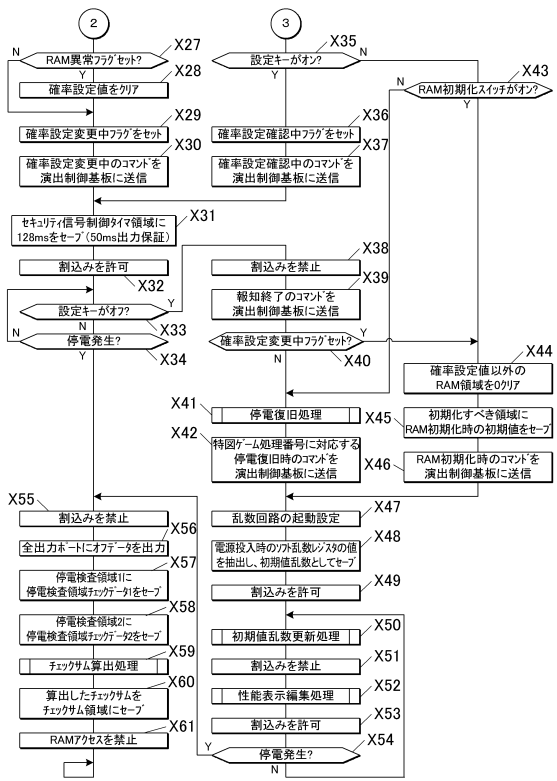 2
RAM異常フラグセット?
X27
N
Y
確率設定値をクリア
X28
確率設定変更中フラグをセット
X29
確率設定変更中のコマンドを
演出制御基板に送信
X30
セキュリティ信号制御タイマ領域に
128msをセーブ(50ms出力保証)
X31
割込みを許可
X32
設定キーがオフ?
Y
N
X33
停電発生?
N
Y
X34
3
設定キーがオン?
X35
N
Y
確率設定確認中フラグをセット
X36
確率設定確認中のコマンドを
演出制御基板に送信
X37
割込みを禁止
X38
報知終了のコマンドを
演出制御基板に送信
X39
確率設定変更中フラグセット?
Y
N
X40
停電復旧処理
X41
特図ゲーム処理番号に対応する
停電復旧時のコマンドを
演出制御基板に送信
X42
RAM初期化スイッチがオン?
X43
N
Y
確率設定値以外の
RAM領域を0クリア
X44
初期化すべき領域に
RAM初期化時の初期値をセーブ
X45
RAM初期化時のコマンドを
演出制御基板に送信
X46
乱数回路の起動設定
X47
電源投入時のソフト乱数レジスタの値
を抽出し、初期値乱数としてセーブ
X48
割込みを許可
X49
初期値乱数更新処理
X50
割込みを禁止
X51
性能表示編集処理
X52
割込みを許可
X53
停電発生?
X54
Y
N
X55
割込みを禁止
X56
全出力ポートにオフデータを出力
X57
停電検査領域1に
停電検査領域チェックデータ1をセーブ
X58
停電検査領域2に
停電検査領域チェックデータ2をセーブ
X59
チェックサム算出処理
X60
算出したチェックサムを
チェックサム領域にセーブ
X61
RAMアクセスを禁止